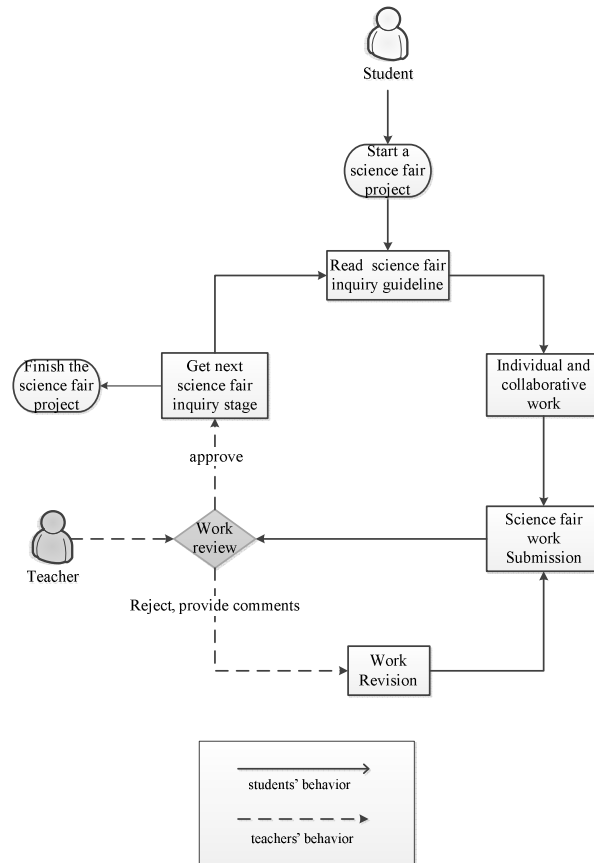 Student
Start a
science fair
project
Read science fair
inquiry guideline
Finish the
science fair
project
Get next
science fair
inquiry stage
Individual and
collaborative
work
approve
Science fair
work
Submission
Work
review
Teacher
Reject, provide comments
Work
Revision
students’ behavior
teachers’ behavior